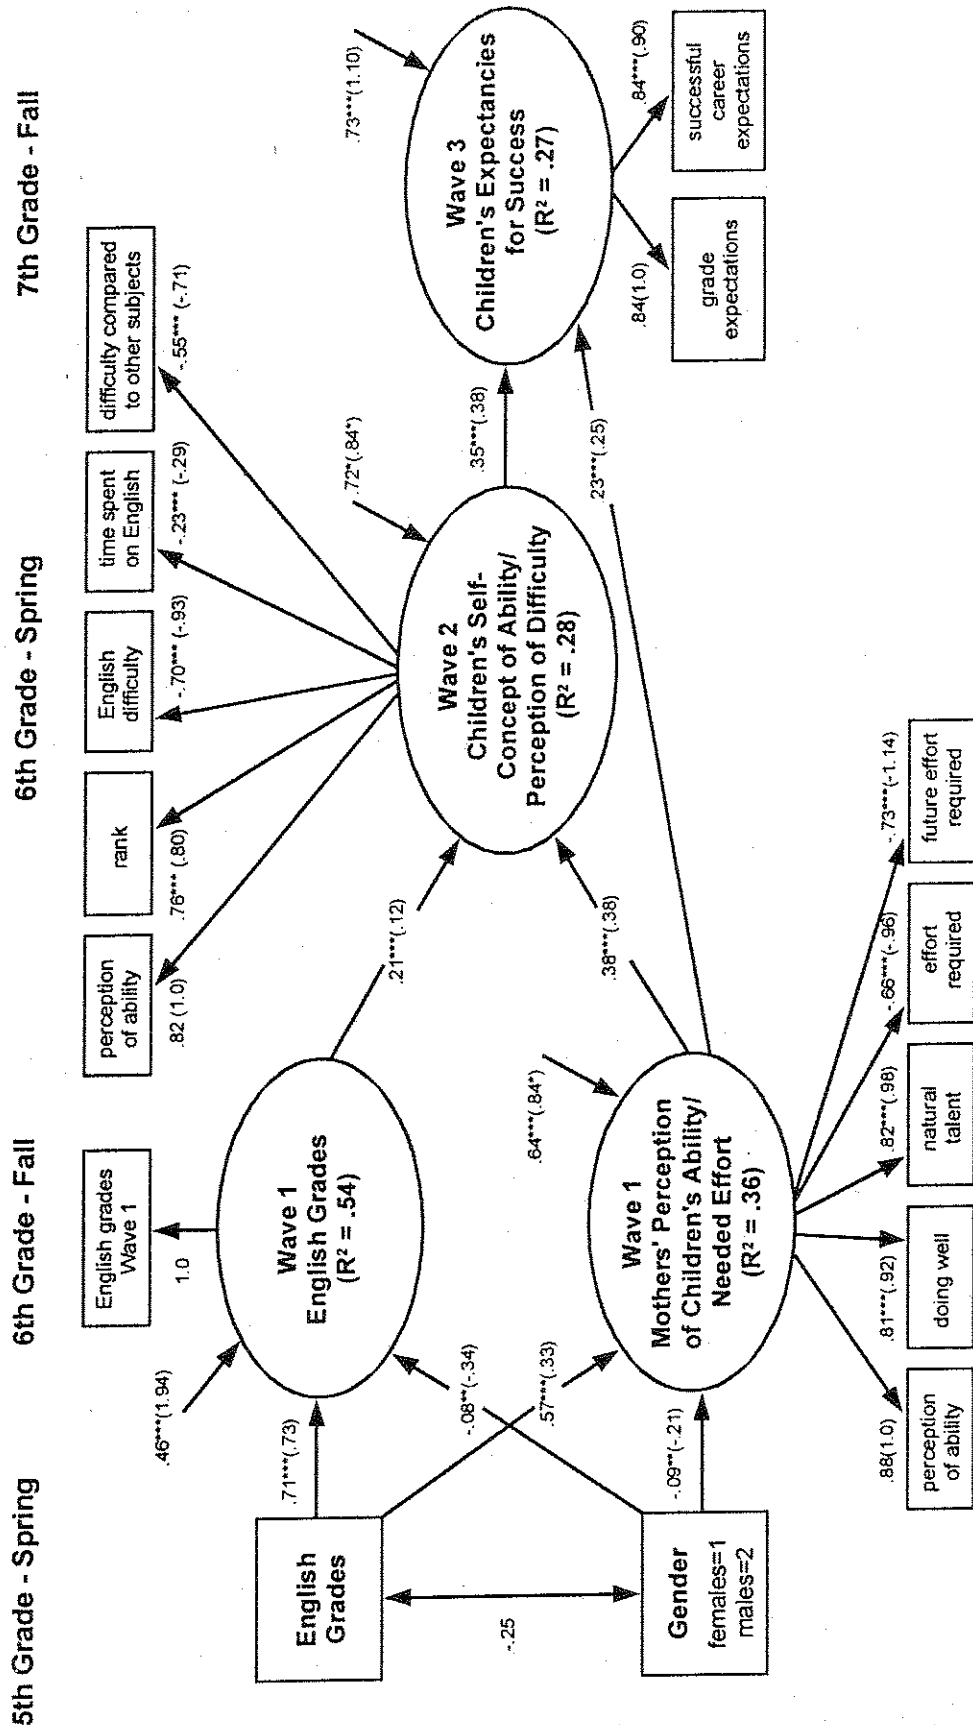 5th Grade - Spring
6th Grade - Fall
6th Grade - Spring
7th Grade - Fall
English grades
Wave 1
perception
of ability
rank
English
difficulty
time spent
on English
difficulty compared
to other subjects
1.0
.82 (1.0)
.76*** (.80)
-.70*** (-.93)
-.23*** (-.29)
-.55*** (-.71)
.46***(1.94)
Wave 1
English Grades
(R² = .54)
English
Grades
.71***(.73)
-.08**(-.34)
.57***(.33)
-.25
Gender
females=1
males=2
-.09**(-.21)
.64***(.84*)
Wave 1
Mothers' Perception
of Children's Ability/
Needed Effort
(R² = .36)
.21***(.12)
.38***(.38)
.72*(.84*)
Wave 2
Children's Self-
Concept of Ability/
Perception of Difficulty
(R² = .28)
.35***(.38)
.23***(.25)
.73***(1.10)
Wave 3
Children's Expectancies
for Success
(R² = .27)
.84(1.0)
.84***(.90)
grade
expectations
successful
career
expectations
.88(1.0)
.81***(.92)
.82***(.98)
-.66***(-.96)
-.73***(-1.14)
perception
of ability
doing well
natural
talent
effort
required
future effort
required